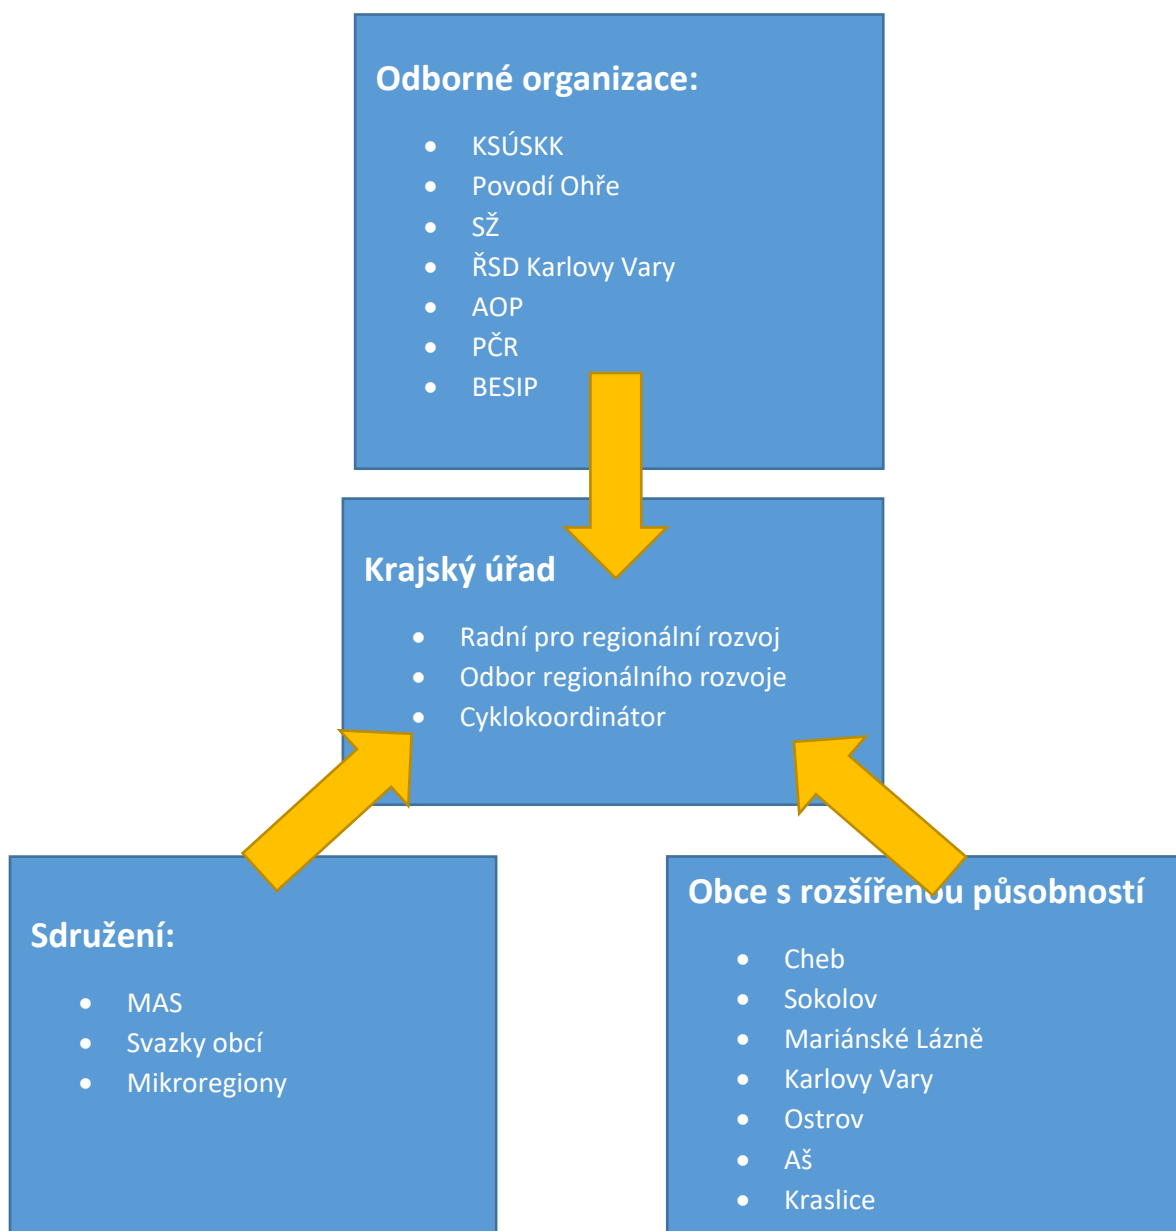 Odborné organizace:
KSÚSKK
Povodí Ohře
SŽ
ŘSD Karlovy Vary
AOP
PČR
BESIP
Krajský úřad
Radní pro regionální rozvoj
Odbor regionálního rozvoje
Cyklokoordinátor
Sdružení:
MAS
Svazky obcí
Mikroregiony
Obce s rozšířenou působností
Cheb
Sokolov
Mariánské Lázně
Karlovy Vary
Ostrov
Aš
Kraslice